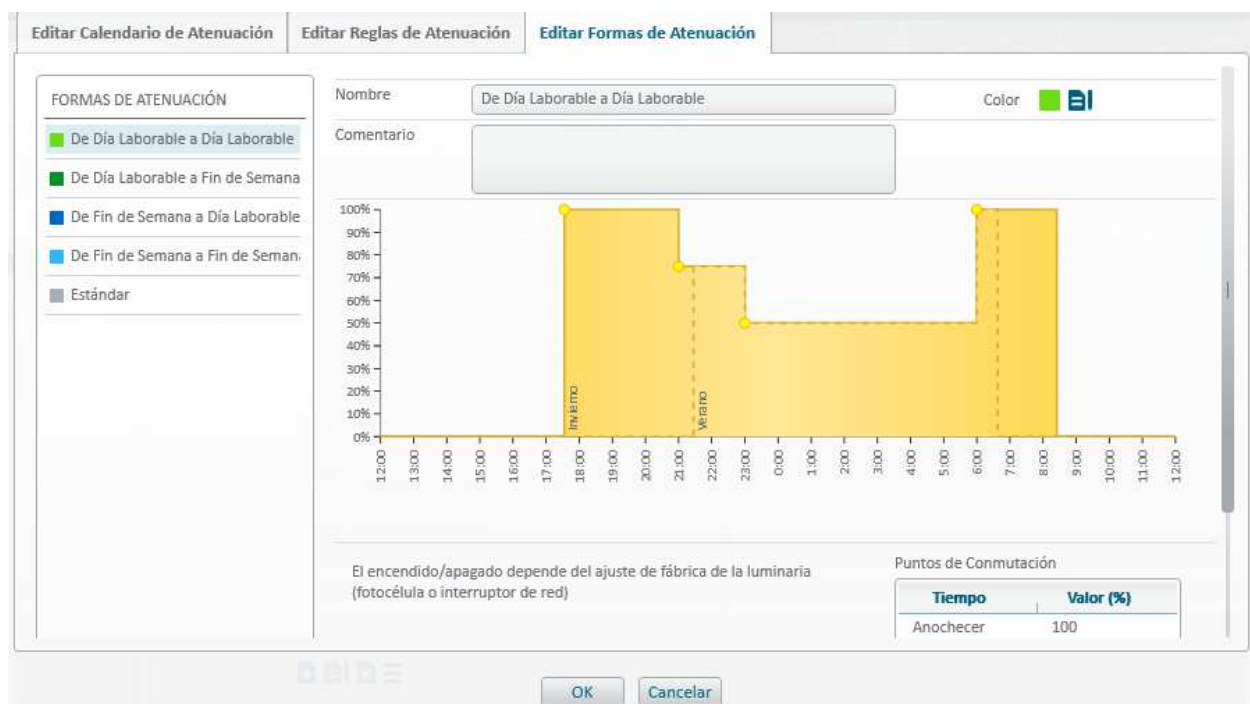 Editar Calendario de Atenuación
Editar Reglas de Atenuación
Editar Formas de Atenuación
FORMAS DE ATENUACIÓN
De Día Laborable a Día Laborable
De Día Laborable a Fin de Semana
De Fin de Semana a Día Laborable
De Fin de Semana a Fin de Seman
Estándar
Nombre
De Día Laborable a Día Laborable
Color
Comentario
100%
90%
80%
70%
60%
50%
40%
30%
20%
10%
0%
Invierno
Verano
12:00
13:00
14:00
15:00
16:00
17:00
18:00
19:00
20:00
21:00
22:00
23:00
0:00
1:00
2:00
3:00
4:00
5:00
6:00
7:00
8:00
9:00
10:00
11:00
12:00
El encendido/apagado depende del ajuste de fábrica de la luminaria
(fotocélula o interruptor de red)
Puntos de Conmutación
Tiempo Valor (%)
Anochecer 100
OK
Cancelar